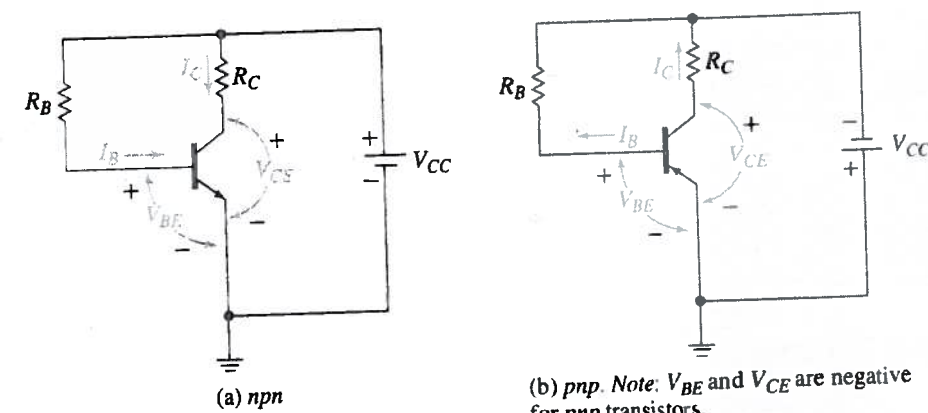 R_B
I_C
R_C
I_B
+
V_BE
−
+
V_CE
−
+
−
V_CC
(a) npn
R_B
I_C
R_C
I_B
+
V_BE
−
+
V_CE
−
−
+
V_CC
(b) pnp. Note: V_BE and V_CE are negative
for pnp transistors.